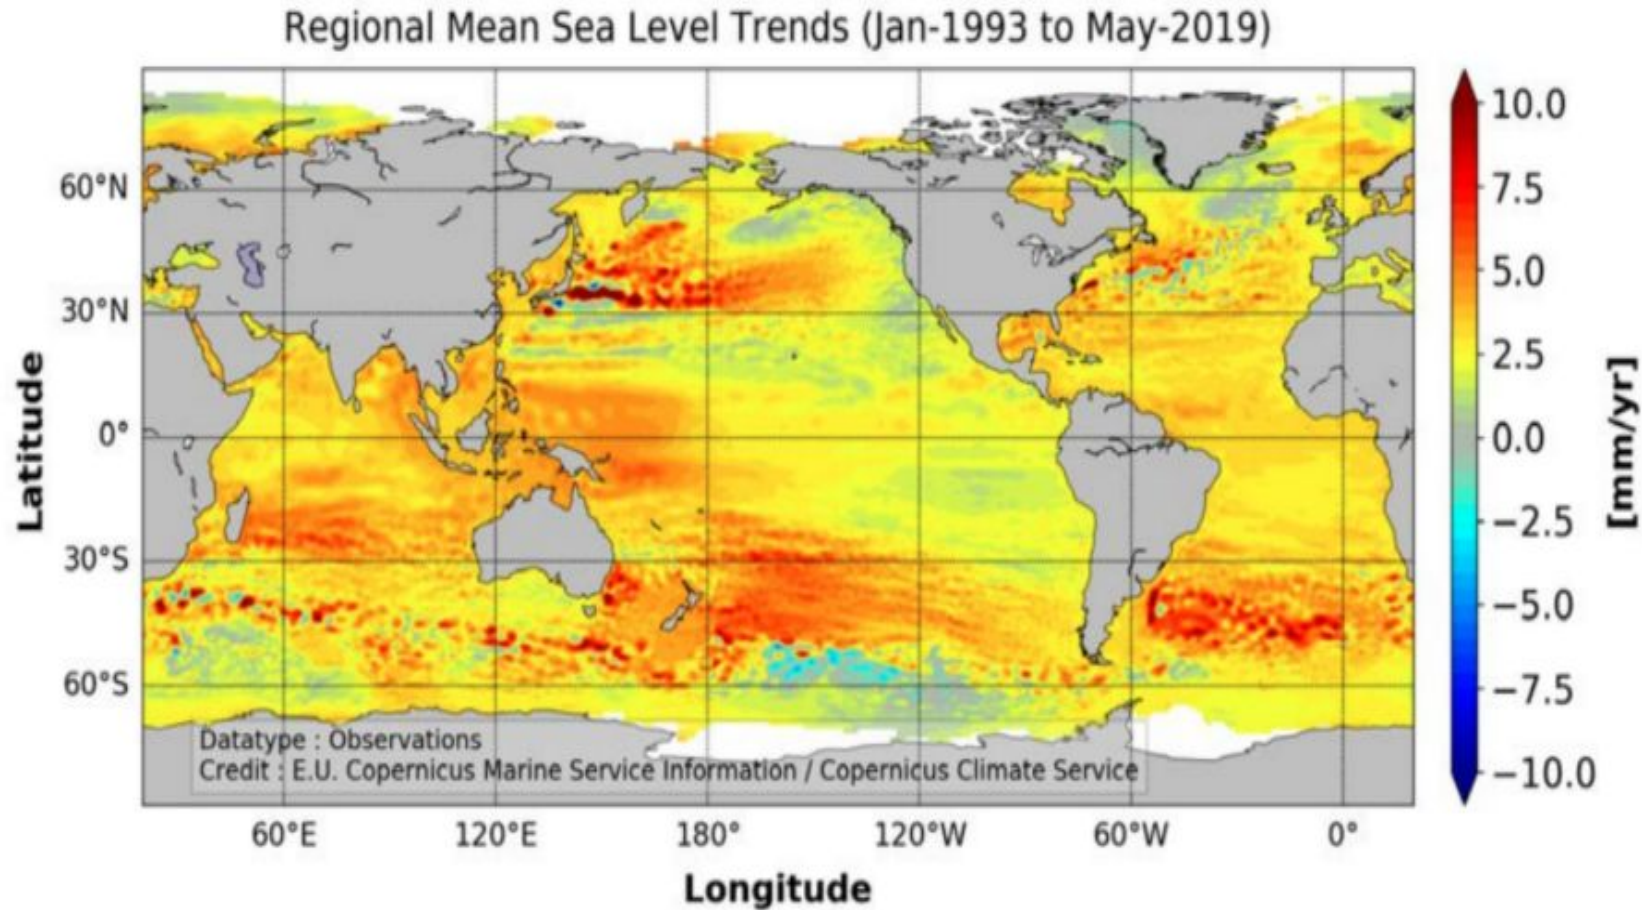 Regional Mean Sea Level Trends (Jan-1993 to May-2019)
10.0
7.5
5.0
2.5
0.0
−2.5
−5.0
−7.5
−10.0
[mm/yr]
Latitude
60°N
30°N
0°
30°S
60°S
Datatype : Observations
Credit : E.U. Copernicus Marine Service Information / Copernicus Climate Service
60°E 120°E 180° 120°W 60°W 0°
Longitude